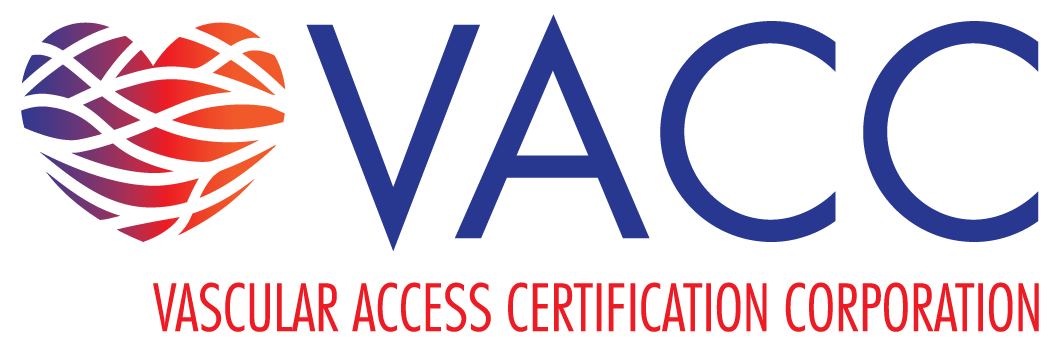 VACC
VASCULAR ACCESS CERTIFICATION CORPORATION